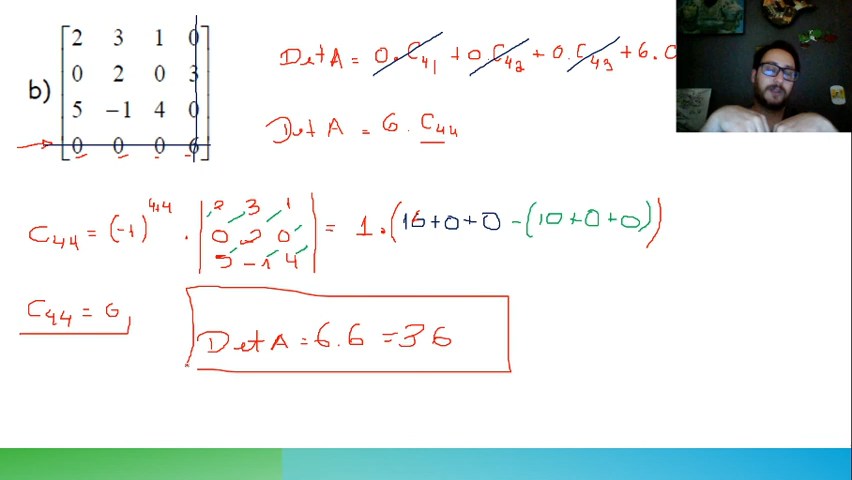 b)
2 3 1 0
0 2 0 3
5 −1 4 0
0 0 0 6
Det A = 0.C41 + 0.C42 + 0.C43 + 6.C
Det A = 6. C44
C44 = (-1)^4+4 . | 2 3 1 | = 1.(16+0+0 -(10+0+0))
0 2 0
5 -1 4
C44 = 6
Det A = 6.6 = 36